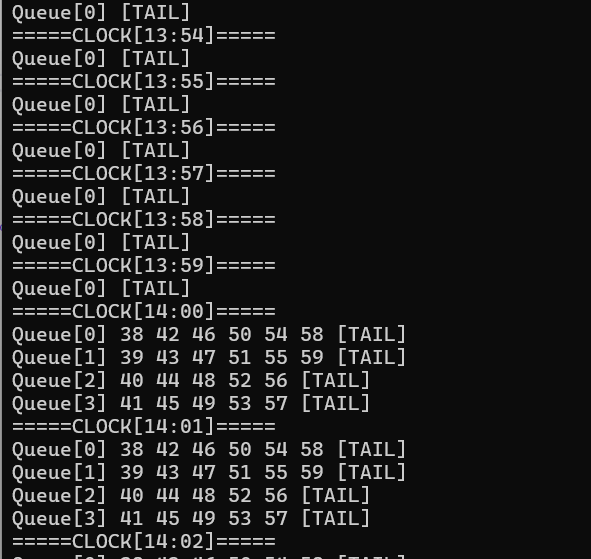 Queue[0] [TAIL]
=====CLOCK[13:54]=====
Queue[0] [TAIL]
=====CLOCK[13:55]=====
Queue[0] [TAIL]
=====CLOCK[13:56]=====
Queue[0] [TAIL]
=====CLOCK[13:57]=====
Queue[0] [TAIL]
=====CLOCK[13:58]=====
Queue[0] [TAIL]
=====CLOCK[13:59]=====
Queue[0] [TAIL]
=====CLOCK[14:00]=====
Queue[0] 38 42 46 50 54 58 [TAIL]
Queue[1] 39 43 47 51 55 59 [TAIL]
Queue[2] 40 44 48 52 56 [TAIL]
Queue[3] 41 45 49 53 57 [TAIL]
=====CLOCK[14:01]=====
Queue[0] 38 42 46 50 54 58 [TAIL]
Queue[1] 39 43 47 51 55 59 [TAIL]
Queue[2] 40 44 48 52 56 [TAIL]
Queue[3] 41 45 49 53 57 [TAIL]
=====CLOCK[14:02]=====